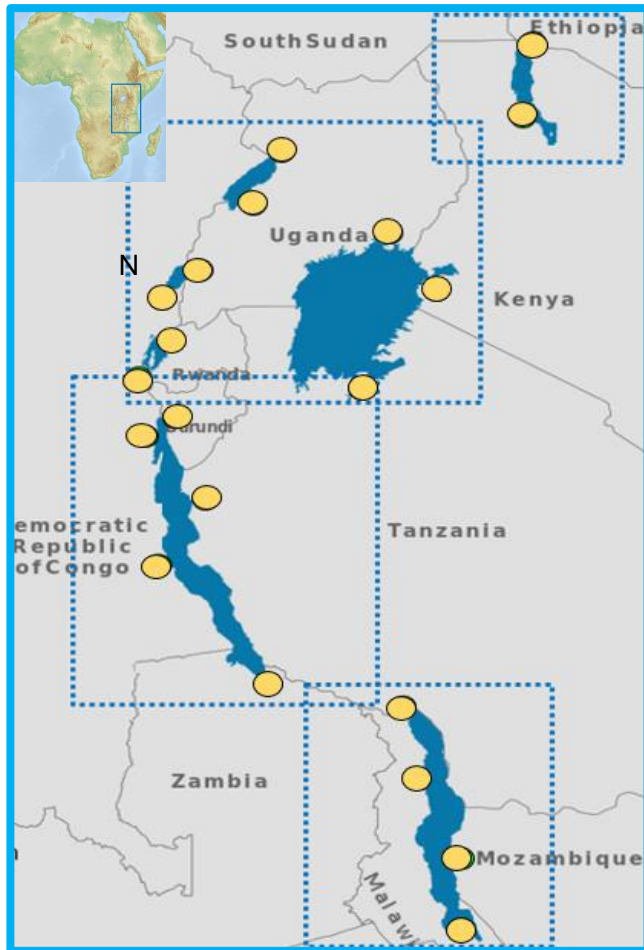 SouthSudan
Ethiopia
Uganda
N
Kenya
Rwanda
Burundi
emocratic
Republic
ofCongo
Tanzania
Zambia
Mozambique
Malawi